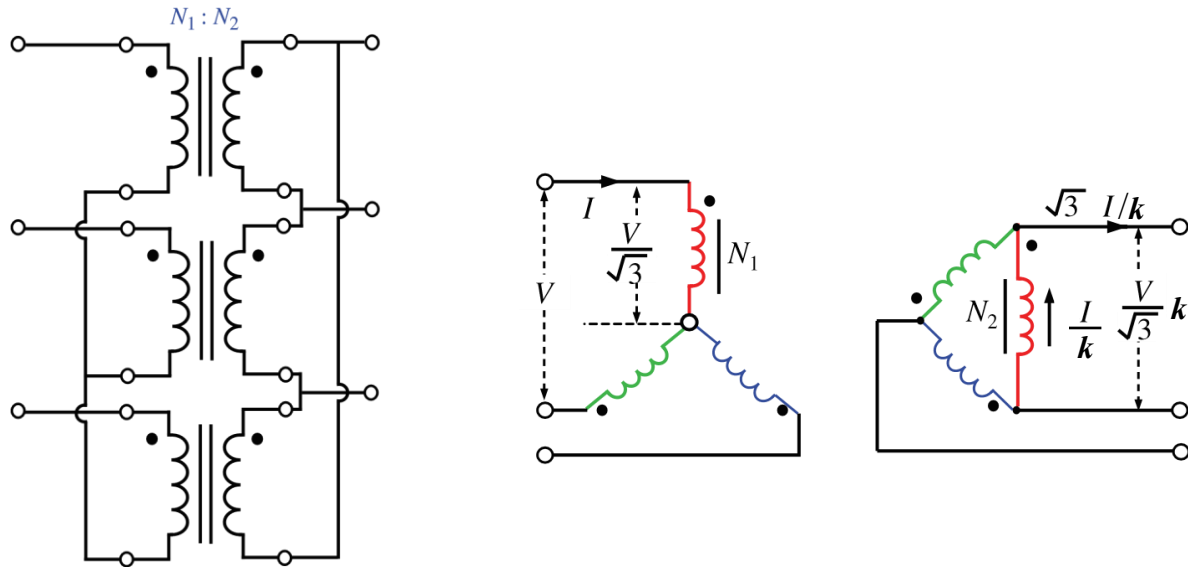 N₁ : N₂
I
V/√3
V
N₁
√3 I/k
N₂
I/k
V/√3 k